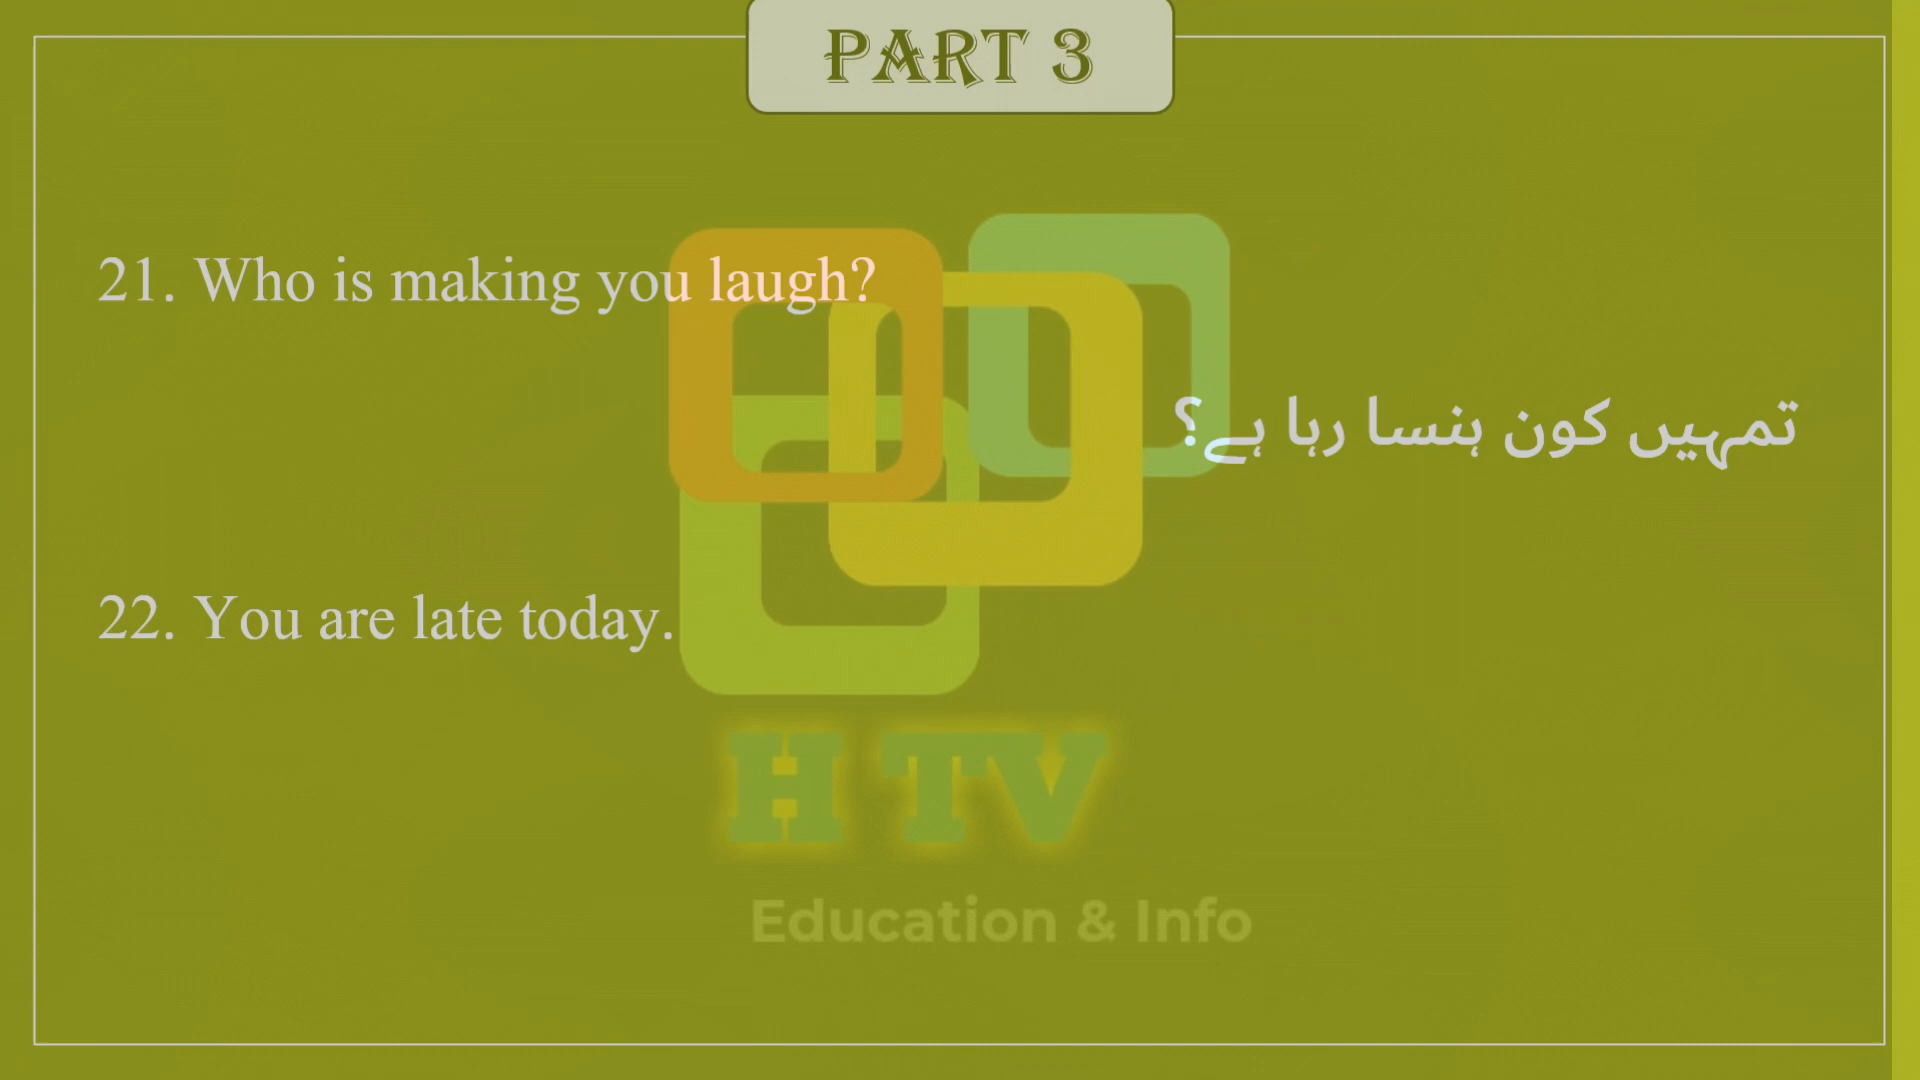 PART 3
21. Who is making you laugh?
تمہیں کون ہنسا رہا ہے؟
22. You are late today.
H TV
Education & Info